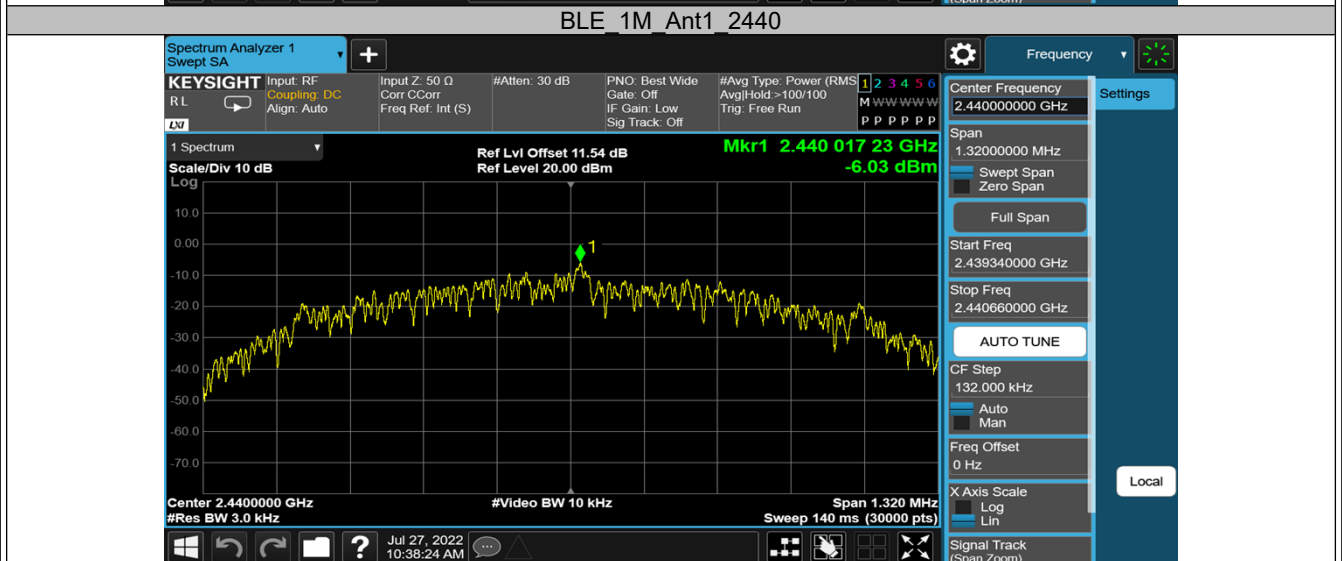 BLE_1M_Ant1_2440
Spectrum Analyzer 1
Swept SA
Frequency
KEYSIGHT
R L
LXI
Input: RF
Coupling: DC
Align: Auto
Input Z: 50 Ω
Corr CCorr
Freq Ref: Int (S)
#Atten: 30 dB
PNO: Best Wide
Gate: Off
IF Gain: Low
Sig Track: Off
#Avg Type: Power (RMS
Avg|Hold:>100/100
Trig: Free Run
1 2 3 4 5 6
M W W W W W
P P P P P P
1 Spectrum
Scale/Div 10 dB
Ref Lvl Offset 11.54 dB
Ref Level 20.00 dBm
Mkr1 2.440 017 23 GHz
-6.03 dBm
Log
10.0
0.00
-10.0
-20.0
-30.0
-40.0
-50.0
-60.0
-70.0
1
Center 2.4400000 GHz
#Res BW 3.0 kHz
#Video BW 10 kHz
Span 1.320 MHz
Sweep 140 ms (30000 pts)
Center Frequency
2.440000000 GHz
Settings
Span
1.32000000 MHz
Swept Span
Zero Span
Full Span
Start Freq
2.439340000 GHz
Stop Freq
2.440660000 GHz
AUTO TUNE
CF Step
132.000 kHz
Auto
Man
Freq Offset
0 Hz
X Axis Scale
Log
Lin
Local
Signal Track
(Span Zoom)
?
Jul 27, 2022
10:38:24 AM